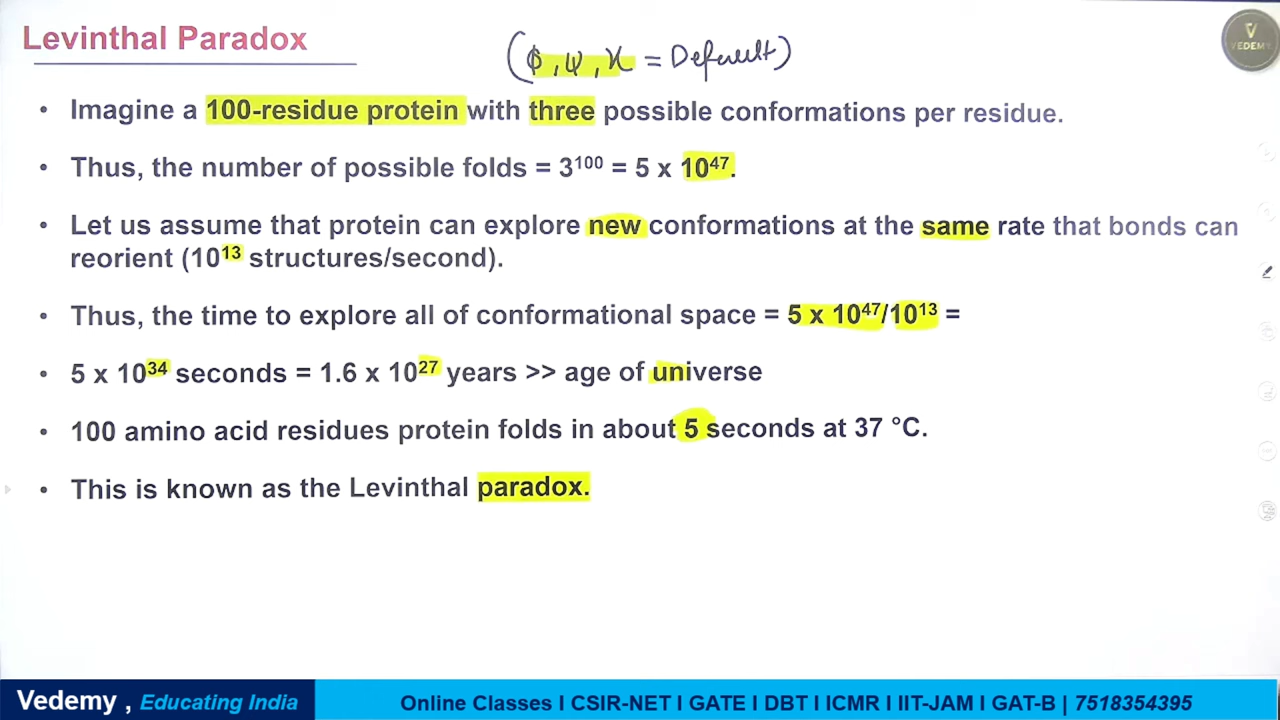 Levinthal Paradox
(ϕ, ψ, χ = Default)
VEDEMY
• Imagine a 100-residue protein with three possible conformations per residue.
• Thus, the number of possible folds = 3¹⁰⁰ = 5 x 10⁴⁷.
• Let us assume that protein can explore new conformations at the same rate that bonds can
reorient (10¹³ structures/second).
• Thus, the time to explore all of conformational space = 5 x 10⁴⁷/10¹³ =
• 5 x 10³⁴ seconds = 1.6 x 10²⁷ years >> age of universe
• 100 amino acid residues protein folds in about 5 seconds at 37 °C.
• This is known as the Levinthal paradox.
Vedemy , Educating India
Online Classes I CSIR-NET I GATE I DBT I ICMR I IIT-JAM I GAT-B | 7518354395